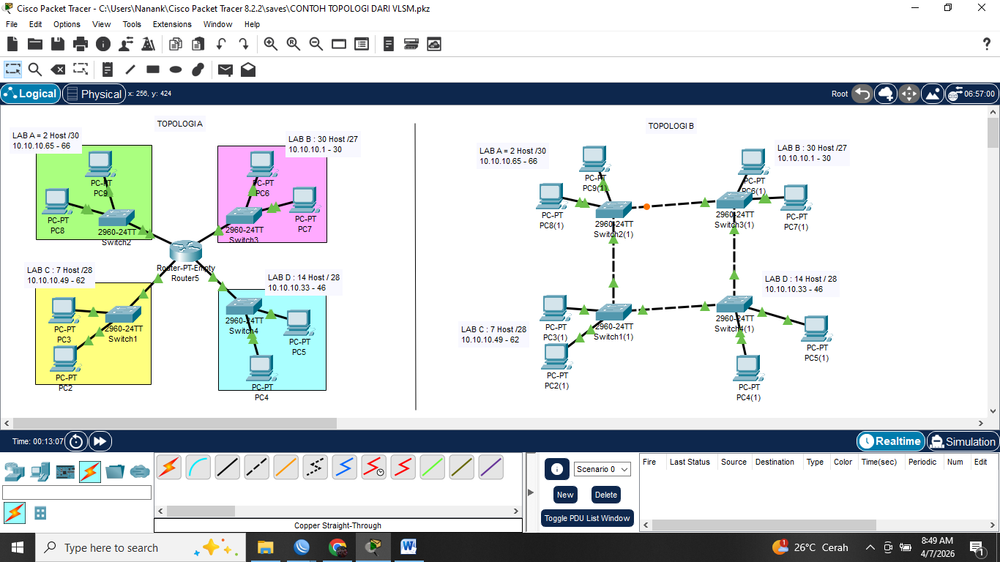 Cisco Packet Tracer - C:\Users\Nanank\Cisco Packet Tracer 8.2.2\saves\CONTOH TOPOLOGI DARI VLSM.pkz
File Edit Options View Tools Extensions Window Help
Logical Physical x: 256, y: 424 Root 06:57:00
TOPOLOGI A
LAB A = 2 Host /30
10.10.10.65 - 66
PC-PT
PC9
PC-PT
PC8
2960-24TT
Switch2
LAB B : 30 Host /27
10.10.10.1 - 30
PC-PT
PC6
PC-PT
PC7
2960-24TT
Switch3
Router-PT-Empty
Router5
LAB C : 7 Host /28
10.10.10.49 - 62
PC-PT
PC3
2960-24TT
Switch1
PC-PT
PC2
LAB D : 14 Host / 28
10.10.10.33 - 46
2960-24TT
Switch4
PC-PT
PC5
PC-PT
PC4
TOPOLOGI B
LAB A = 2 Host /30
10.10.10.65 - 66
PC-PT
PC9(1)
PC-PT
PC8(1)
2960-24TT
Switch2(1)
LAB B : 30 Host /27
10.10.10.1 - 30
PC-PT
PC6(1)
2960-24TT
Switch3(1)
PC-PT
PC7(1)
LAB C : 7 Host /28
10.10.10.49 - 62
PC-PT
PC3(1)
2960-24TT
Switch1(1)
PC-PT
PC2(1)
LAB D : 14 Host / 28
10.10.10.33 - 46
2960-24TT
Switch4(1)
PC-PT
PC5(1)
PC-PT
PC4(1)
Time: 00:13:07 Realtime Simulation
Scenario 0
New Delete
Toggle PDU List Window
Fire Last Status Source Destination Type Color Time(sec) Periodic Num Edit
Copper Straight-Through
Type here to search
1 26°C Cerah
8:49 AM
4/7/2026
1